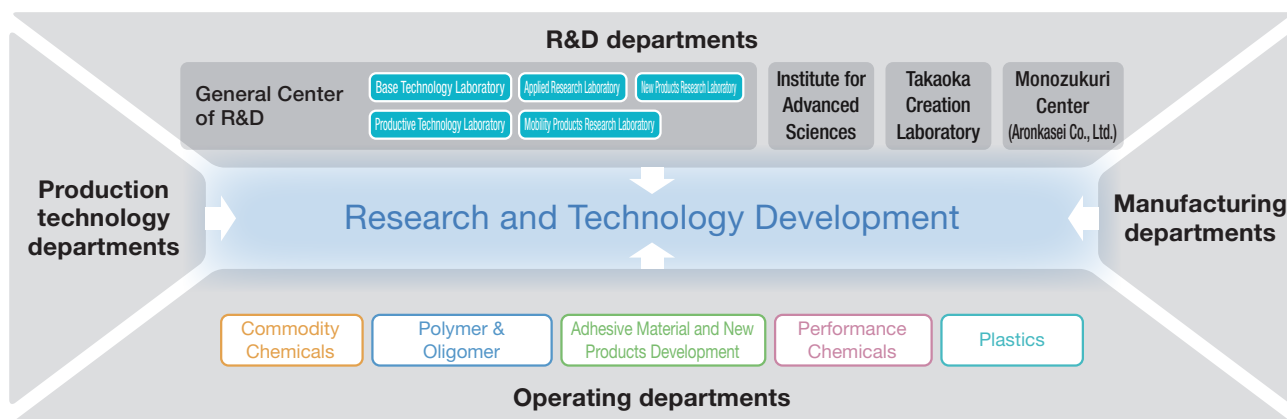 R&D departments
General Center
of R&D
Base Technology Laboratory
Applied Research Laboratory
New Products Research Laboratory
Productive Technology Laboratory
Mobility Products Research Laboratory
Institute for
Advanced
Sciences
Takaoka
Creation
Laboratory
Monozukuri
Center
(Aronkasei Co., Ltd.)
Production
technology
departments
Research and Technology Development
Manufacturing
departments
Commodity
Chemicals
Polymer &
Oligomer
Adhesive Material and New
Products Development
Performance
Chemicals
Plastics
Operating departments